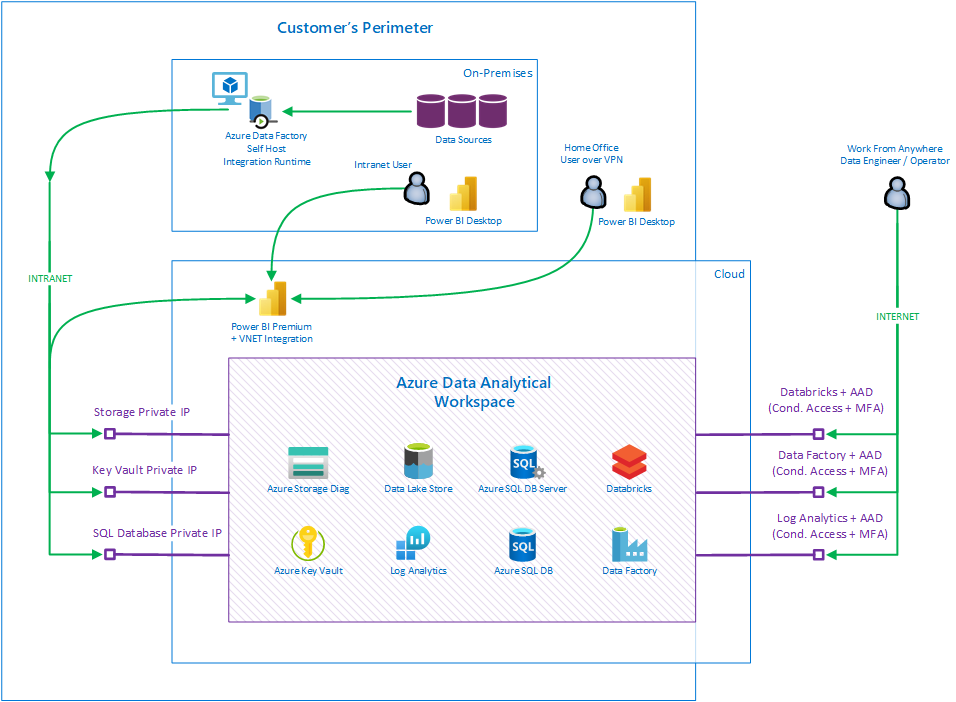 Customer's Perimeter
On-Premises
Azure Data Factory
Self Host
Integration Runtime
Data Sources
Intranet User
Power BI Desktop
Home Office
User over VPN
Power BI Desktop
Work From Anywhere
Data Engineer / Operator
INTRANET
Cloud
INTERNET
Power BI Premium
+ VNET Integration
Azure Data Analytical
Workspace
Storage Private IP
Key Vault Private IP
SQL Database Private IP
Databricks + AAD
(Cond. Access + MFA)
Data Factory + AAD
(Cond. Access + MFA)
Log Analytics + AAD
(Cond. Access + MFA)
SQL
Azure Storage Diag
Data Lake Store
Azure SQL DB Server
Databricks
SQL
Azure Key Vault
Log Analytics
Azure SQL DB
Data Factory